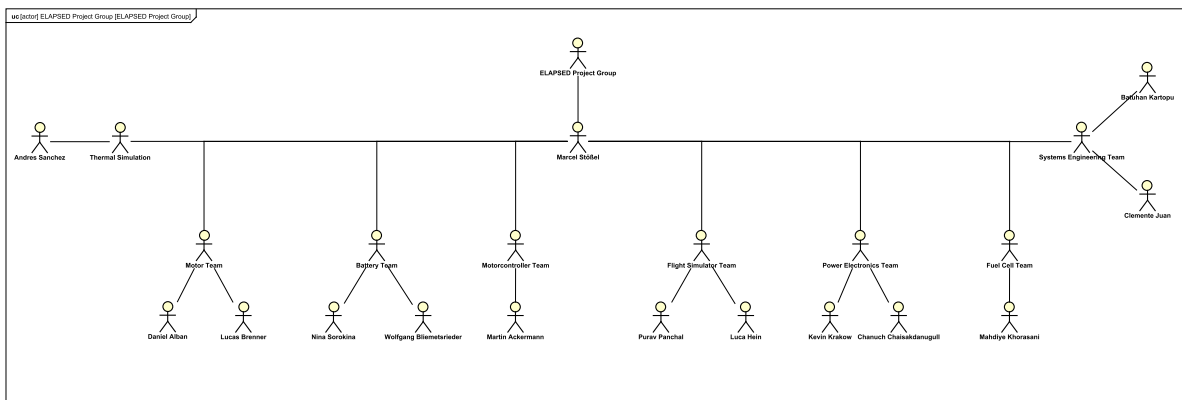 uc [actor] ELAPSED Project Group [ELAPSED Project Group]
ELAPSED Project Group
Batuhan Kartopu
Andres Sanchez
Thermal Simulation
Marcel Stößel
Systems Engineering Team
Clemente Juan
Motor Team
Battery Team
Motorcontroller Team
Flight Simulator Team
Power Electronics Team
Fuel Cell Team
Daniel Alban
Lucas Brenner
Nina Sorokina
Wolfgang Bliemetsrieder
Martin Ackermann
Purav Panchal
Luca Hein
Kevin Krakow
Chanuch Chaisakdanugull
Mahdiye Khorasani